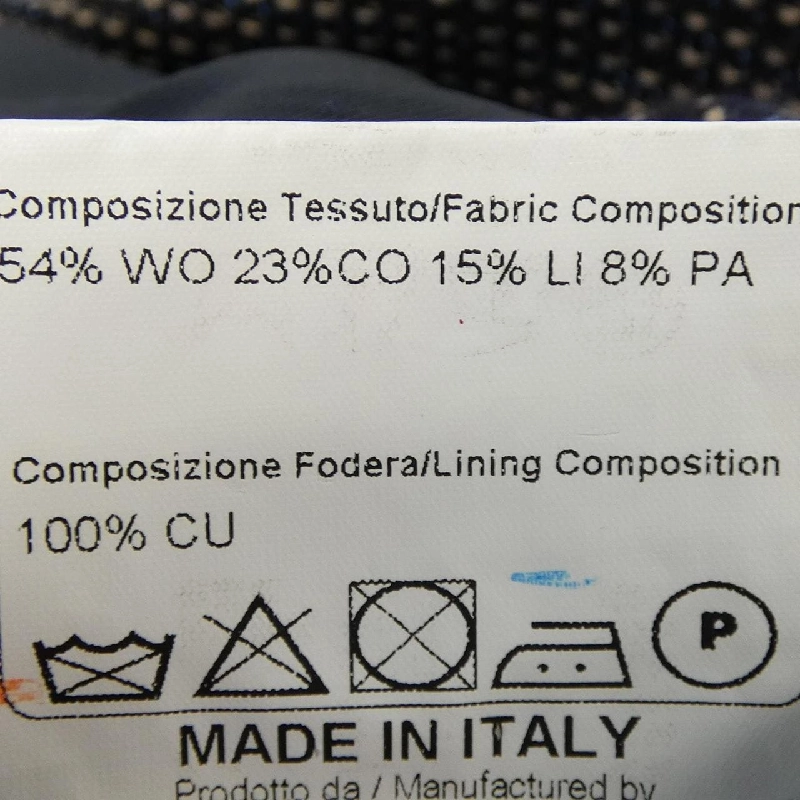 Composizione Tessuto/Fabric Composition
54% WO 23%CO 15% LI 8% PA
Composizione Fodera/Lining Composition
100% CU
P
MADE IN ITALY
Prodotto da / Manufactured by